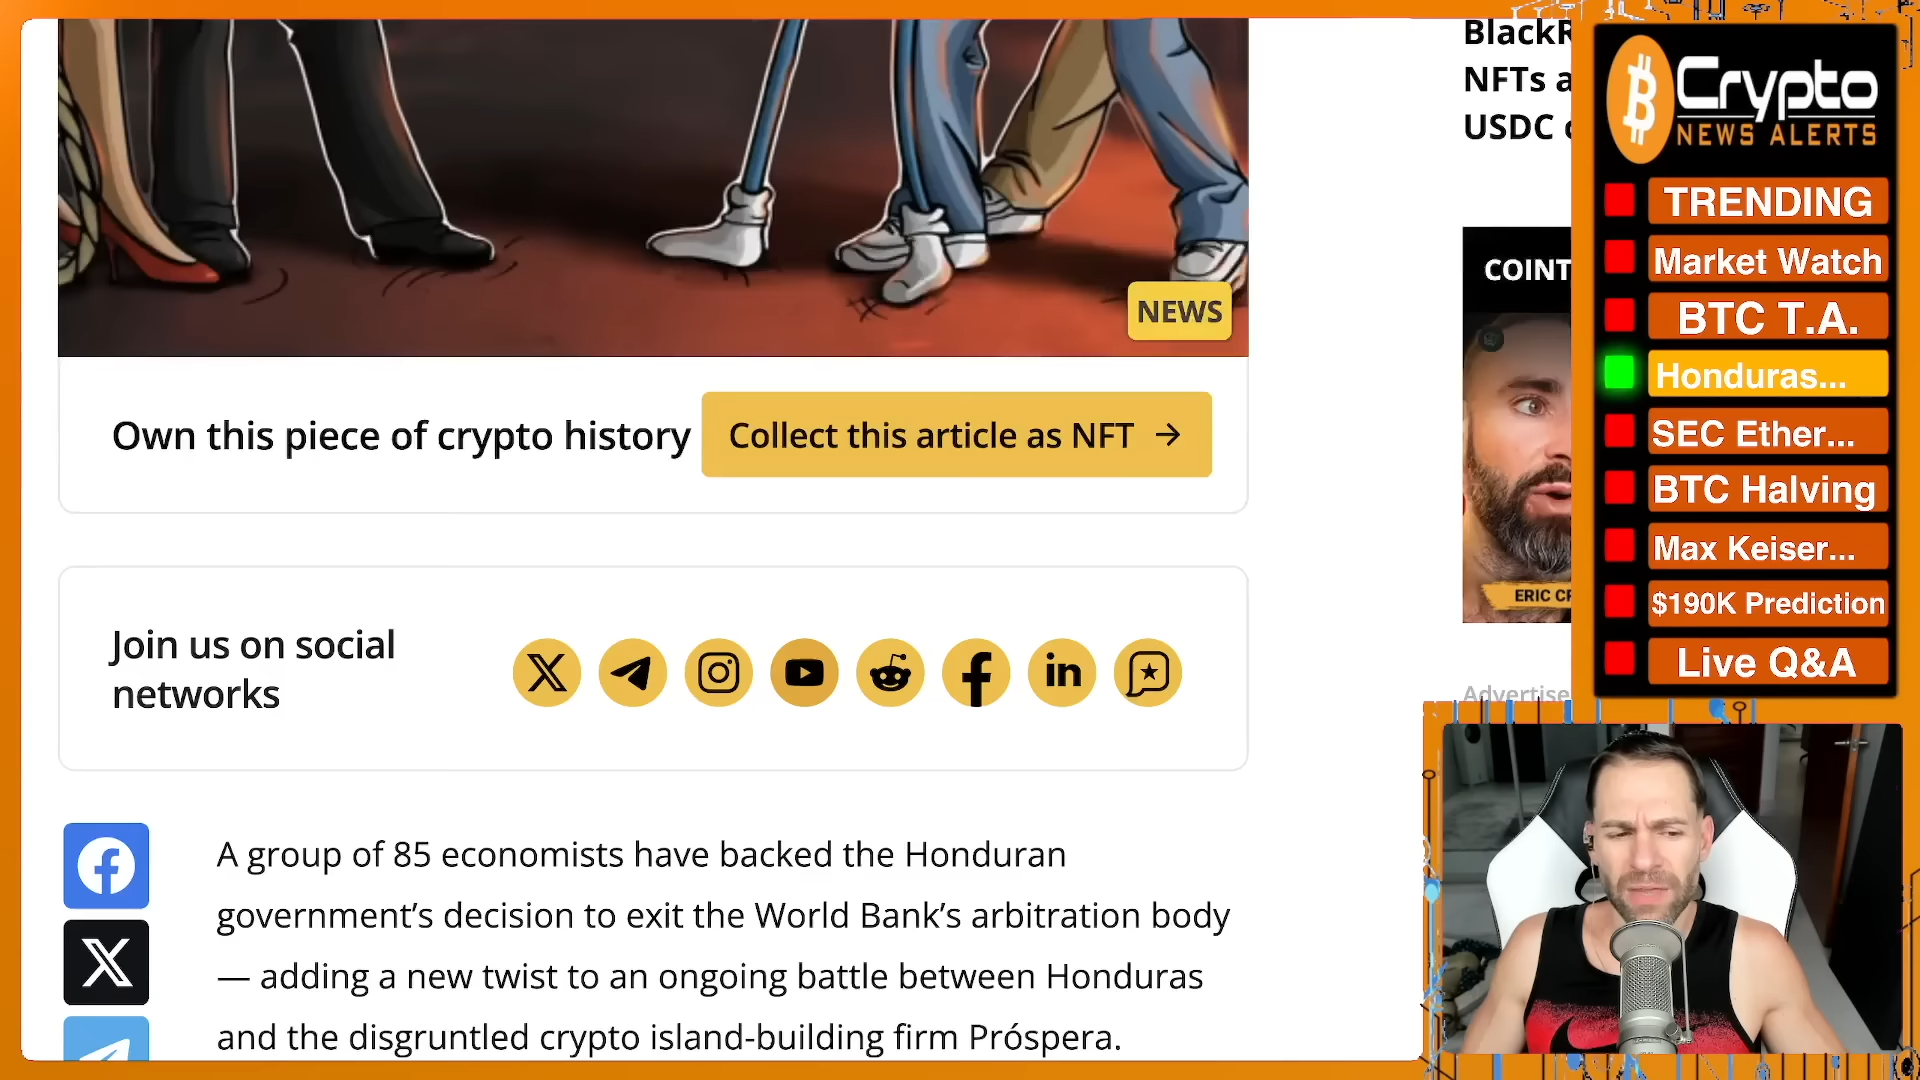 NEWS
Own this piece of crypto history
Collect this article as NFT →
Join us on social
networks
A group of 85 economists have backed the Honduran
government’s decision to exit the World Bank’s arbitration body
— adding a new twist to an ongoing battle between Honduras
and the disgruntled crypto island-building firm Próspera.
NFTs a
USDC
COINT
ERIC
Advertise
Crypto
NEWS ALERTS
TRENDING
Market Watch
BTC T.A.
Honduras...
SEC Ether...
BTC Halving
Max Keiser...
$190K Prediction
Live Q&A